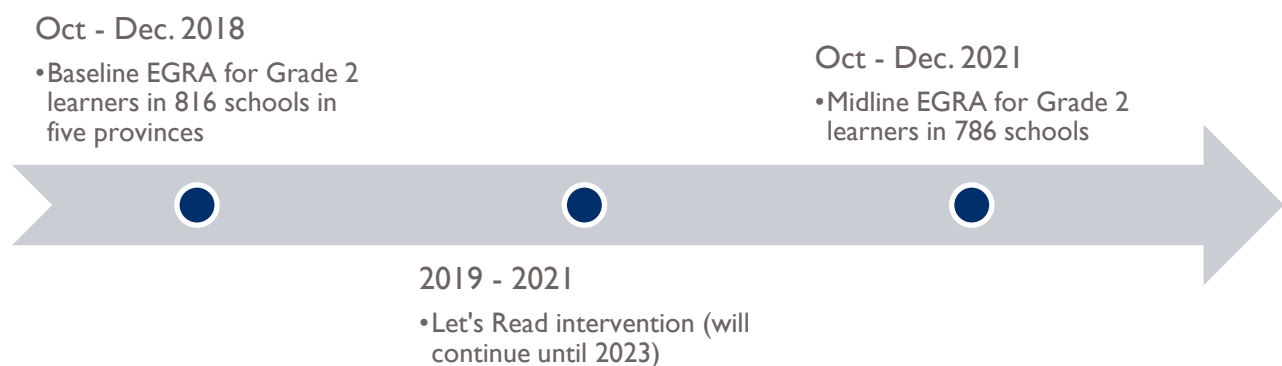 Oct - Dec. 2018
•Baseline EGRA for Grade 2
learners in 816 schools in
five provinces
Oct - Dec. 2021
•Midline EGRA for Grade 2
learners in 786 schools
2019 - 2021
•Let's Read intervention (will
continue until 2023)